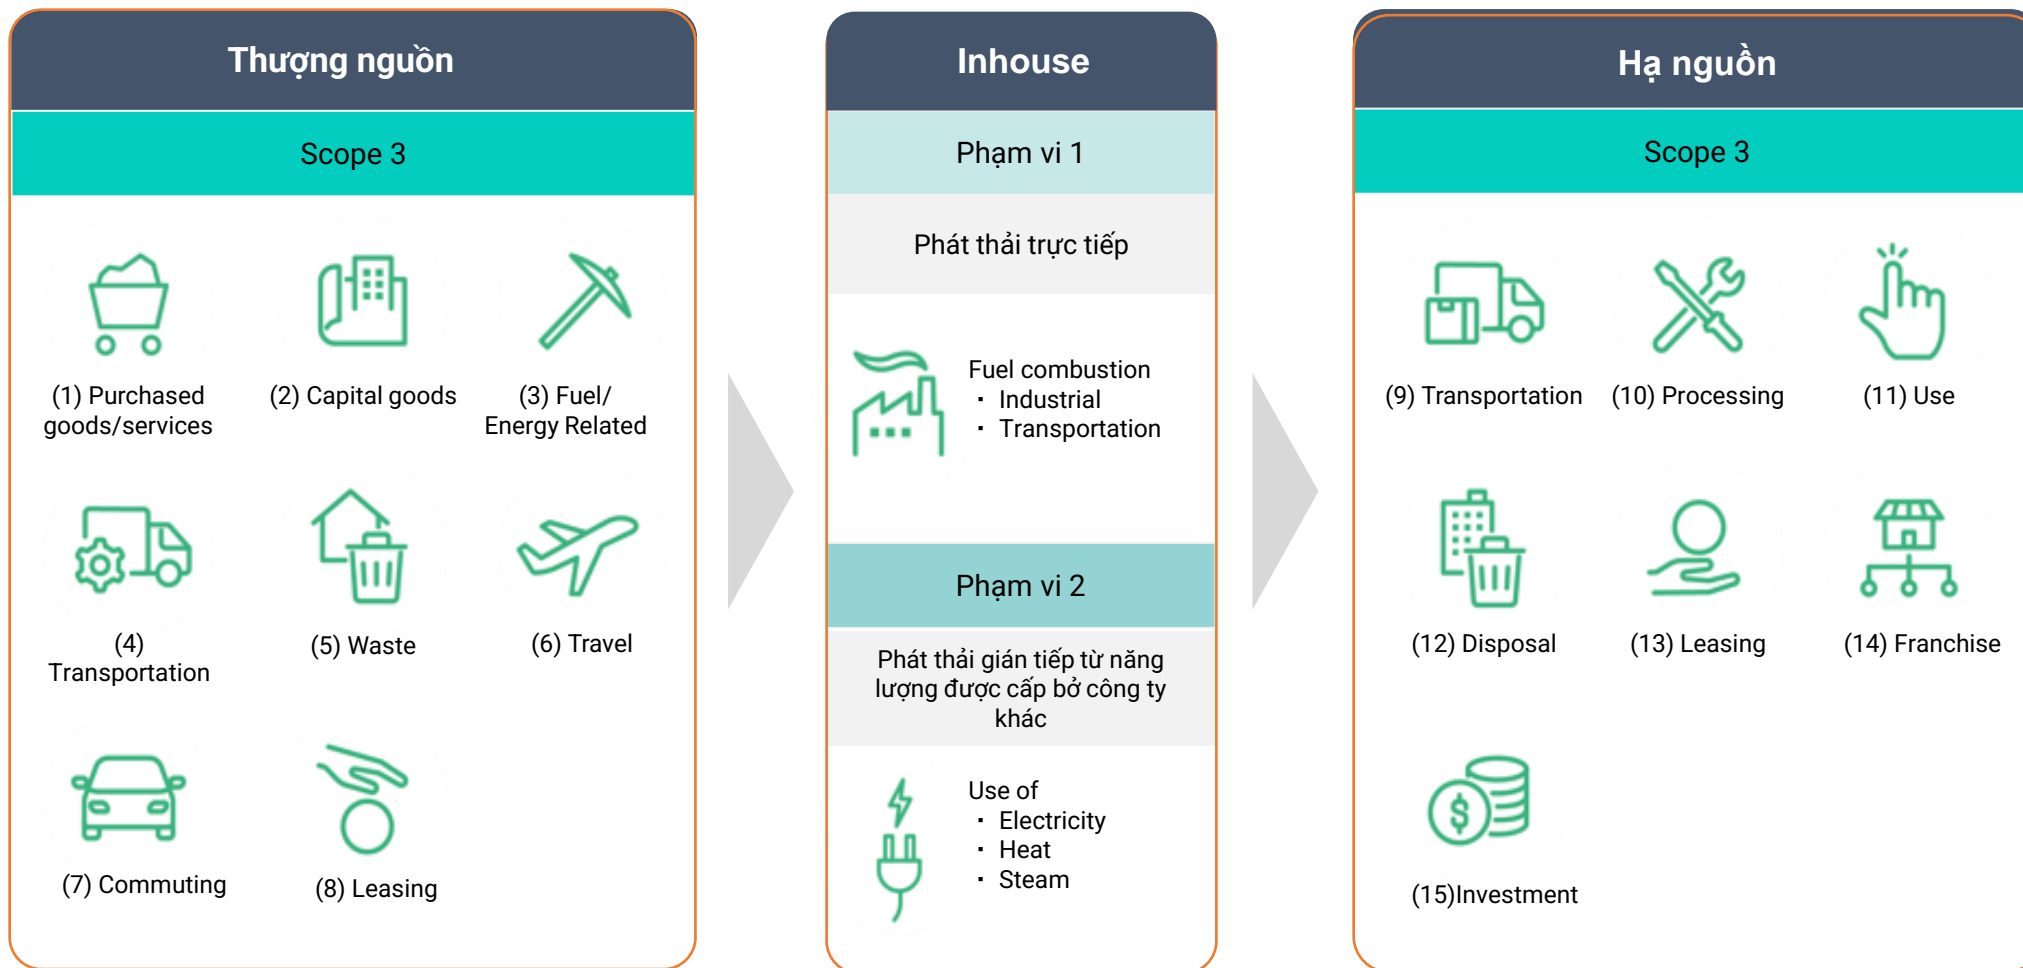 Thượng nguồn
Scope 3
(1) Purchased
goods/services
(2) Capital goods
(3) Fuel/
Energy Related
(4)
Transportation
(5) Waste
(6) Travel
(7) Commuting
(8) Leasing
Inhouse
Phạm vi 1
Phát thải trực tiếp
Fuel combustion
・ Industrial
・ Transportation
Phạm vi 2
Phát thải gián tiếp từ năng
lượng được cấp bở công ty
khác
Use of
・ Electricity
・ Heat
・ Steam
Hạ nguồn
Scope 3
(9) Transportation
(10) Processing
(11) Use
(12) Disposal
(13) Leasing
(14) Franchise
(15)Investment